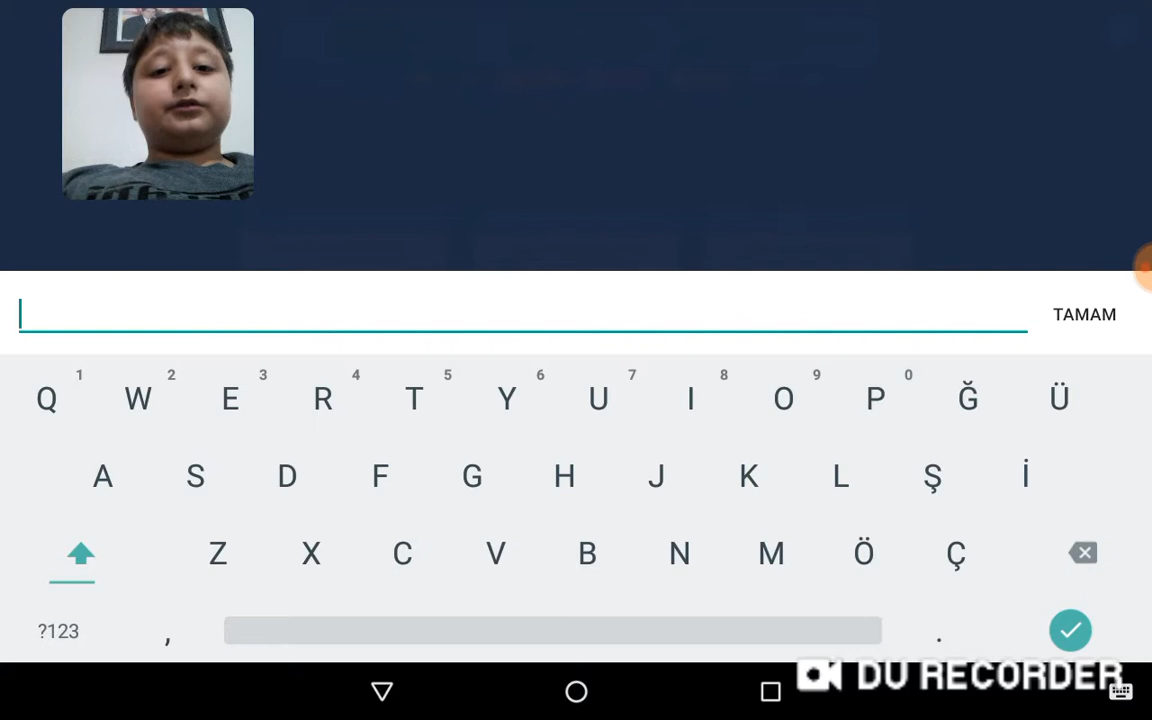 TAMAM
1 2 3 4 5 6 7 8 9 0
Q W E R T Y U I O P Ğ Ü
A S D F G H J K L Ş İ
Z X C V B N M Ö Ç
?123 , .
DU RECORDER